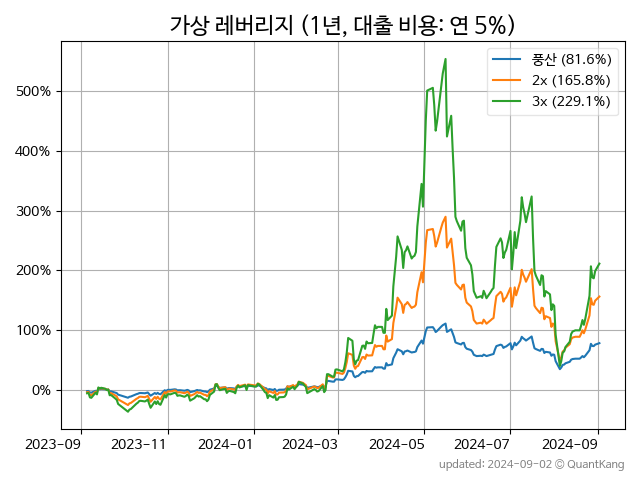 가상 레버리지 (1년, 대출 비용: 연 5%)
풍산 (81.6%)
2x (165.8%)
3x (229.1%)
500%
400%
300%
200%
100%
0%
2023-09 2023-11 2024-01 2024-03 2024-05 2024-07 2024-09
updated: 2024-09-02 © QuantKang